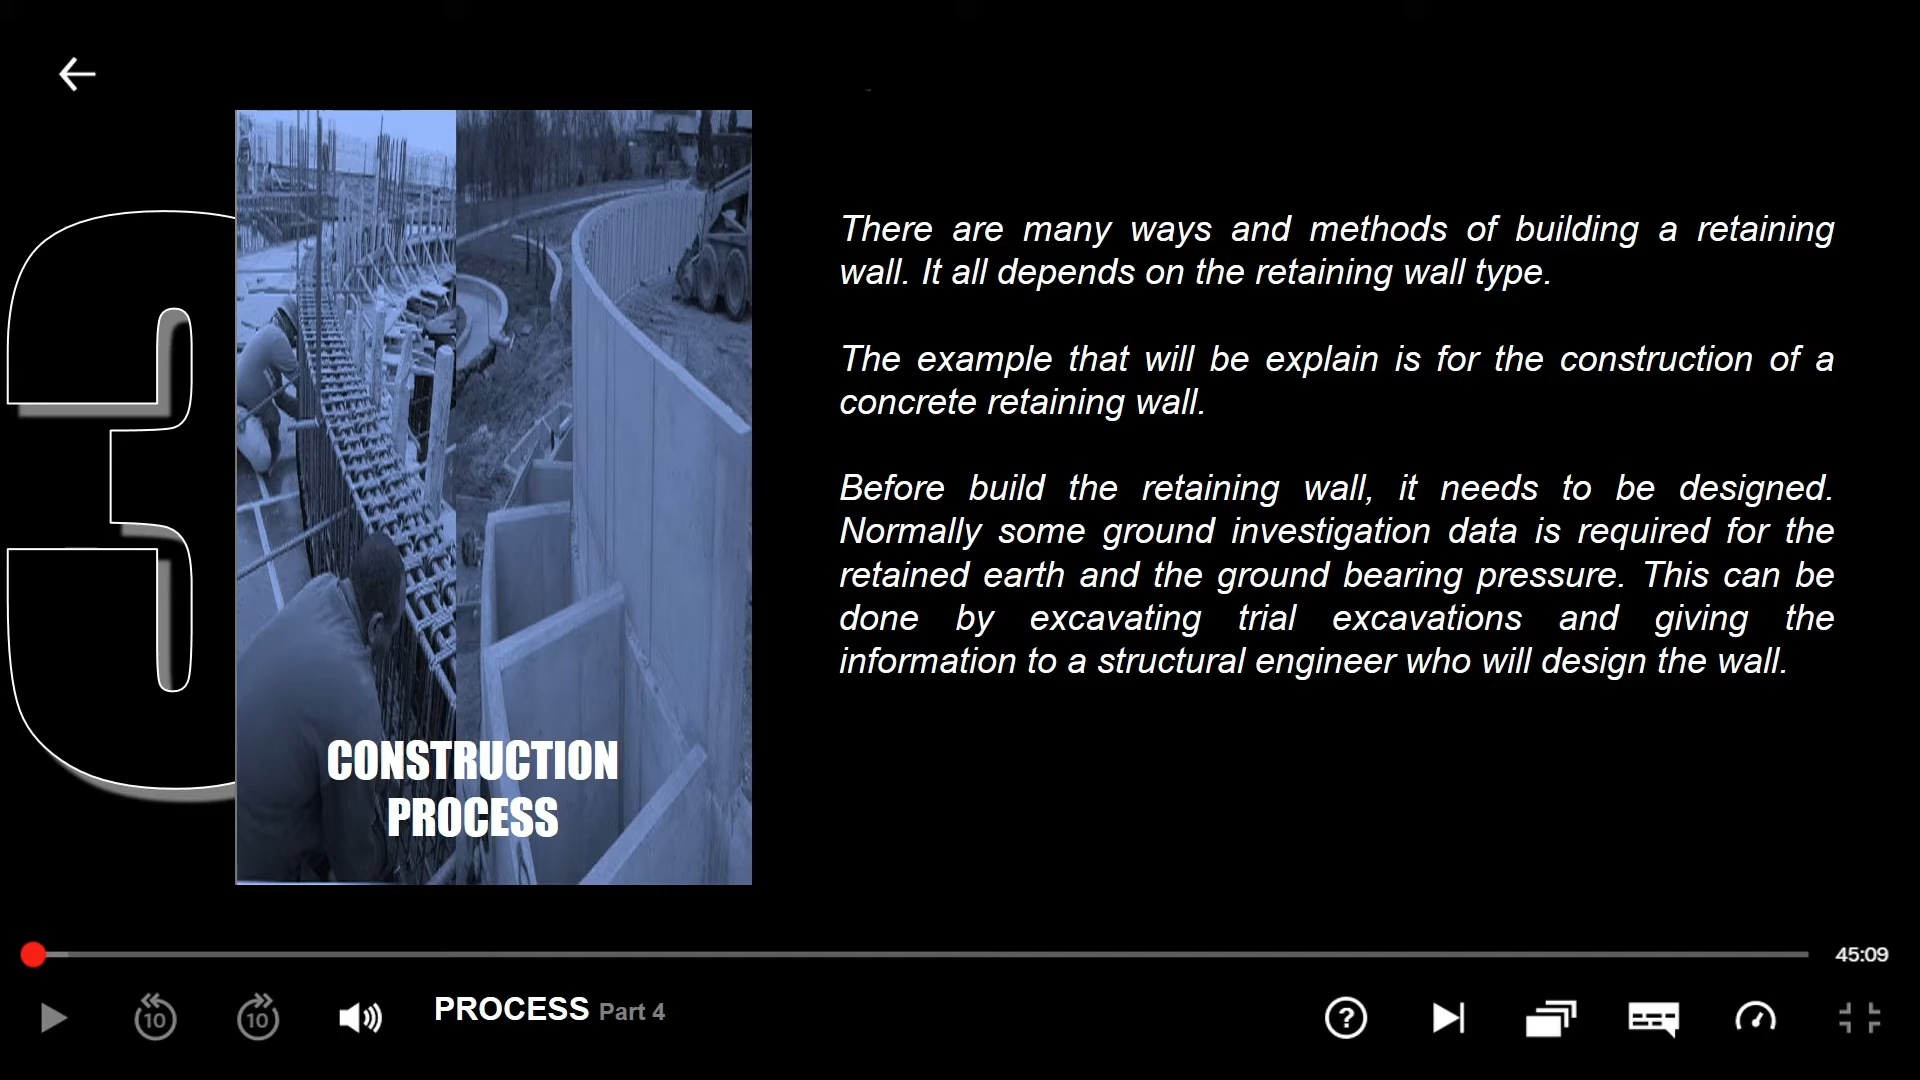 3
There are many ways and methods of building a retaining
wall. It all depends on the retaining wall type.
The example that will be explain is for the construction of a
concrete retaining wall.
Before build the retaining wall, it needs to be designed.
Normally some ground investigation data is required for the
retained earth and the ground bearing pressure. This can be
done by excavating trial excavations and giving the
information to a structural engineer who will design the wall.
CONSTRUCTION
PROCESS
45:09
10
10
PROCESS Part 4
?